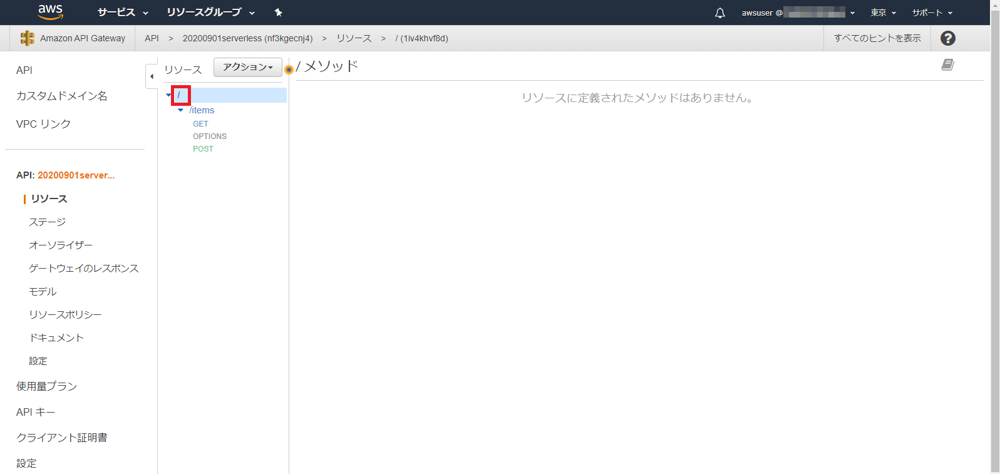 aws サービス リソースグループ awsuser @ 東京 サポート
Amazon API Gateway API > 20200901serverless (nf3kgecnj4) > リソース > / (1iv4khvf8d) すべてのヒントを表示 ?
API
カスタムドメイン名
VPC リンク
API: 20200901server...
リソース
ステージ
オーソライザー
ゲートウェイのレスポンス
モデル
リソースポリシー
ドキュメント
設定
使用量プラン
API キー
クライアント証明書
設定
リソース アクション
/
/items
GET
OPTIONS
POST
/ メソッド
リソースに定義されたメソッドはありません。